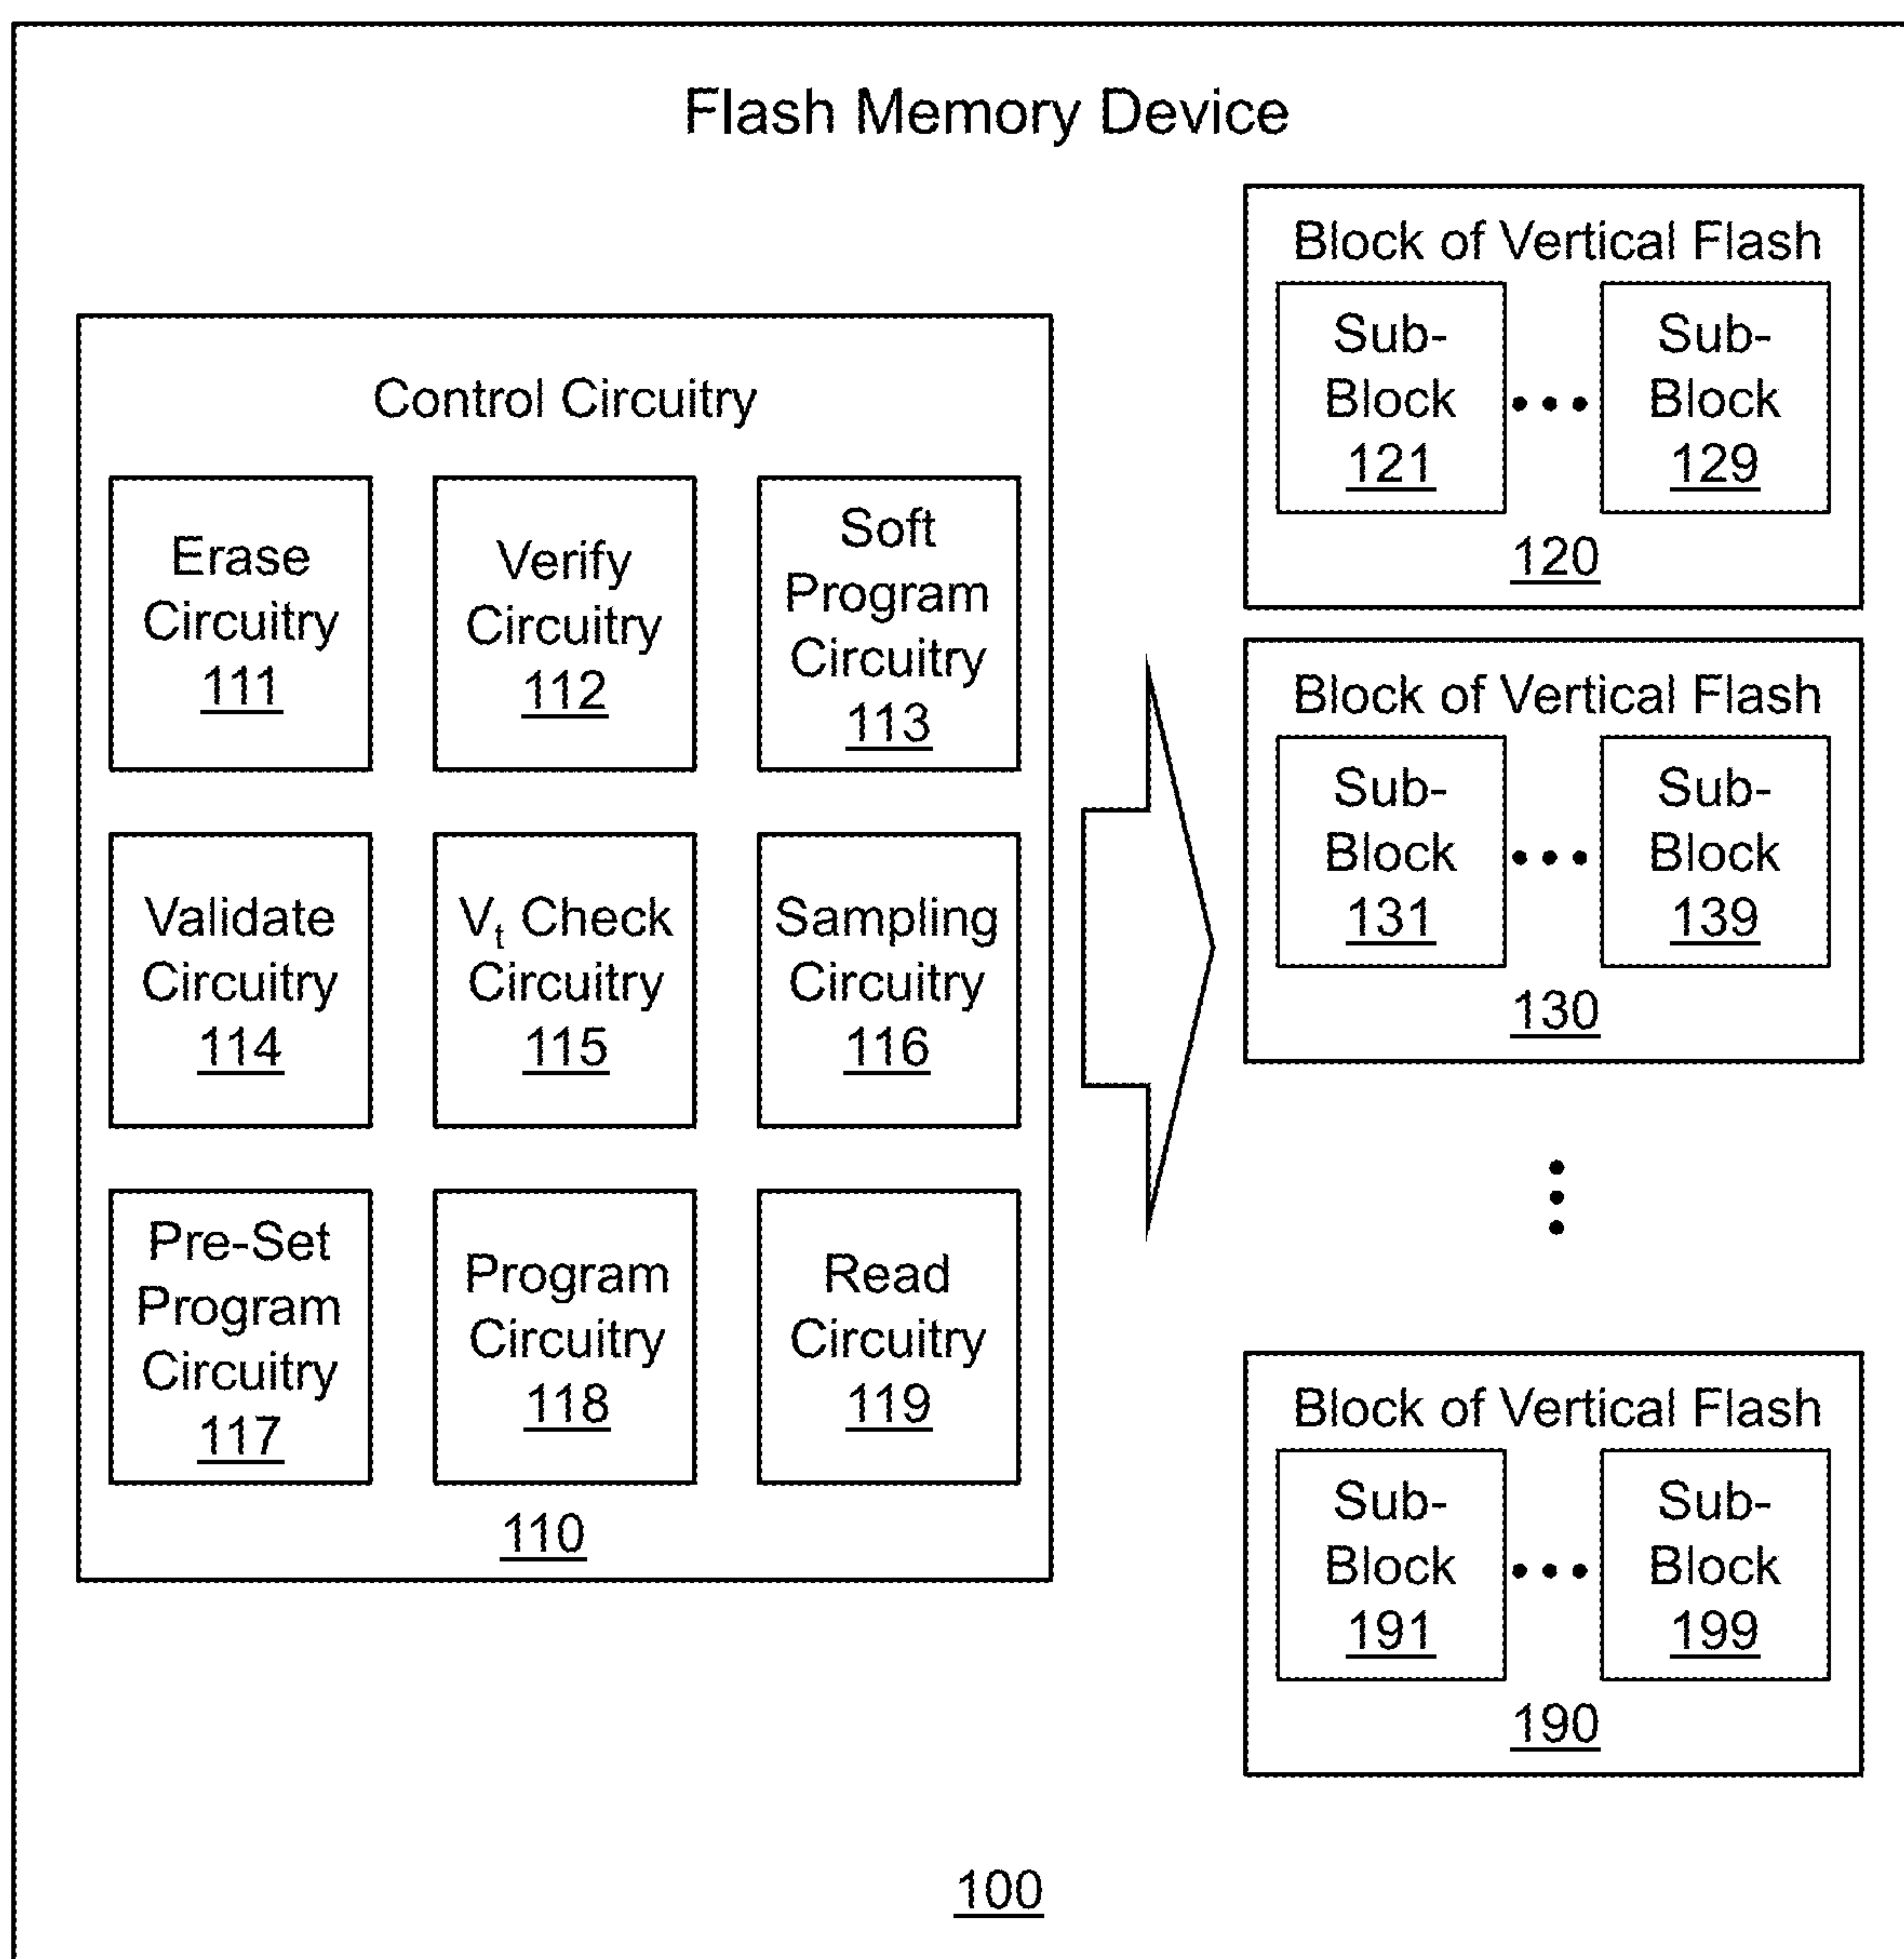 Flash Memory Device
Control Circuitry
Erase
Circuitry
111
Verify
Circuitry
112
Soft
Program
Circuitry
113
Validate
Circuitry
114
Vt Check
Circuitry
115
Sampling
Circuitry
116
Pre-Set
Program
Circuitry
117
Program
Circuitry
118
Read
Circuitry
119
110
Block of Vertical Flash
Sub-
Block
121
Sub-
Block
129
120
Block of Vertical Flash
Sub-
Block
131
Sub-
Block
139
130
Block of Vertical Flash
Sub-
Block
191
Sub-
Block
199
190
100